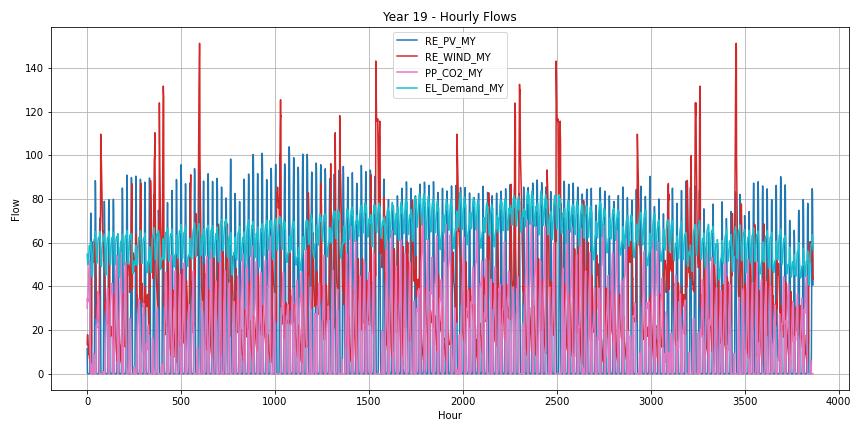 Year 19 - Hourly Flows
RE_PV_MY
RE_WIND_MY
PP_CO2_MY
EL_Demand_MY
Flow
140
120
100
80
60
40
20
0
0 500 1000 1500 2000 2500 3000 3500 4000
Hour